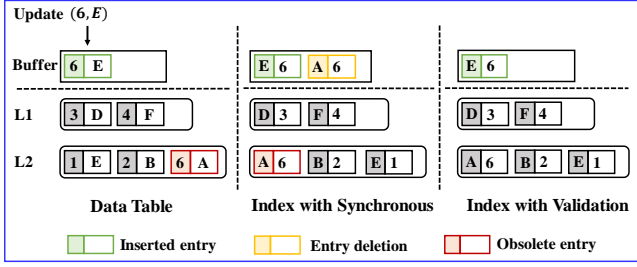 Update (6, E)
Buffer 6 E E 6 A 6 E 6
L1 3 D 4 F D 3 F 4 D 3 F 4
L2 1 E 2 B 6 A A 6 B 2 E 1 A 6 B 2 E 1
Data Table Index with Synchronous Index with Validation
Inserted entry Entry deletion Obsolete entry